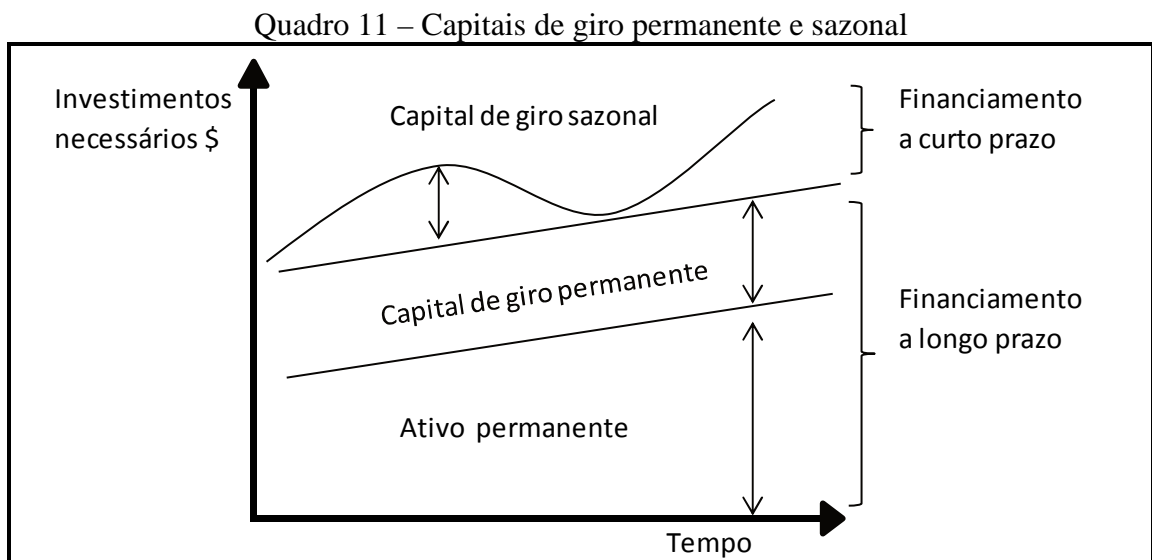 Quadro 11 – Capitais de giro permanente e sazonal
Investimentos
necessários $
Capital de giro sazonal
Financiamento
a curto prazo
Capital de giro permanente
Financiamento
a longo prazo
Ativo permanente
Tempo